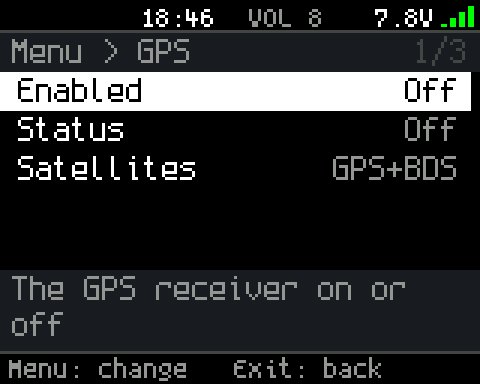 18:46 VOL 8 7.8V
Menu > GPS 1/3
Enabled Off
Status Off
Satellites GPS+BDS
The GPS receiver on or
off
Menu: change Exit: back